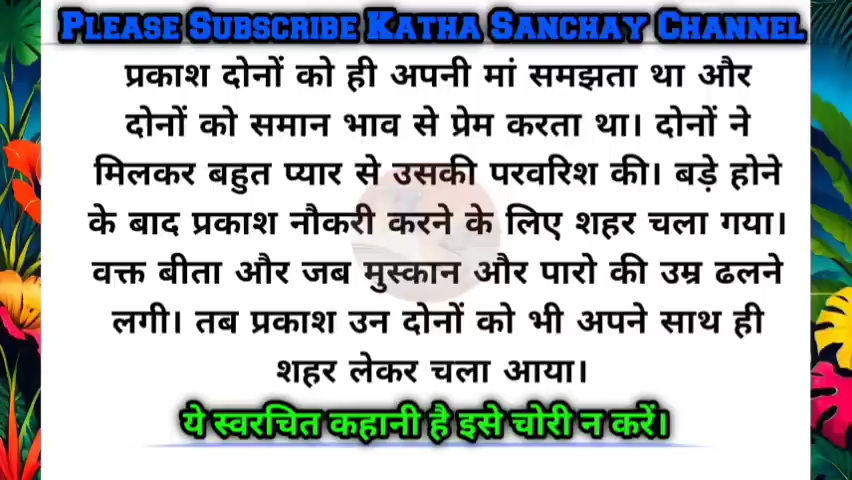 PLEASE SUBSCRIBE KATHA SANCHAY CHANNEL
प्रकाश दोनों को ही अपनी मां समझता था और
दोनों को समान भाव से प्रेम करता था। दोनों ने
मिलकर बहुत प्यार से उसकी परवरिश की। बड़े होने
के बाद प्रकाश नौकरी करने के लिए शहर चला गया।
वक्त बीता और जब मुस्कान और पारो की उम्र ढलने
लगी। तब प्रकाश उन दोनों को भी अपने साथ ही
शहर लेकर चला आया।
ये स्वरचित कहानी है इसे चोरी न करें।